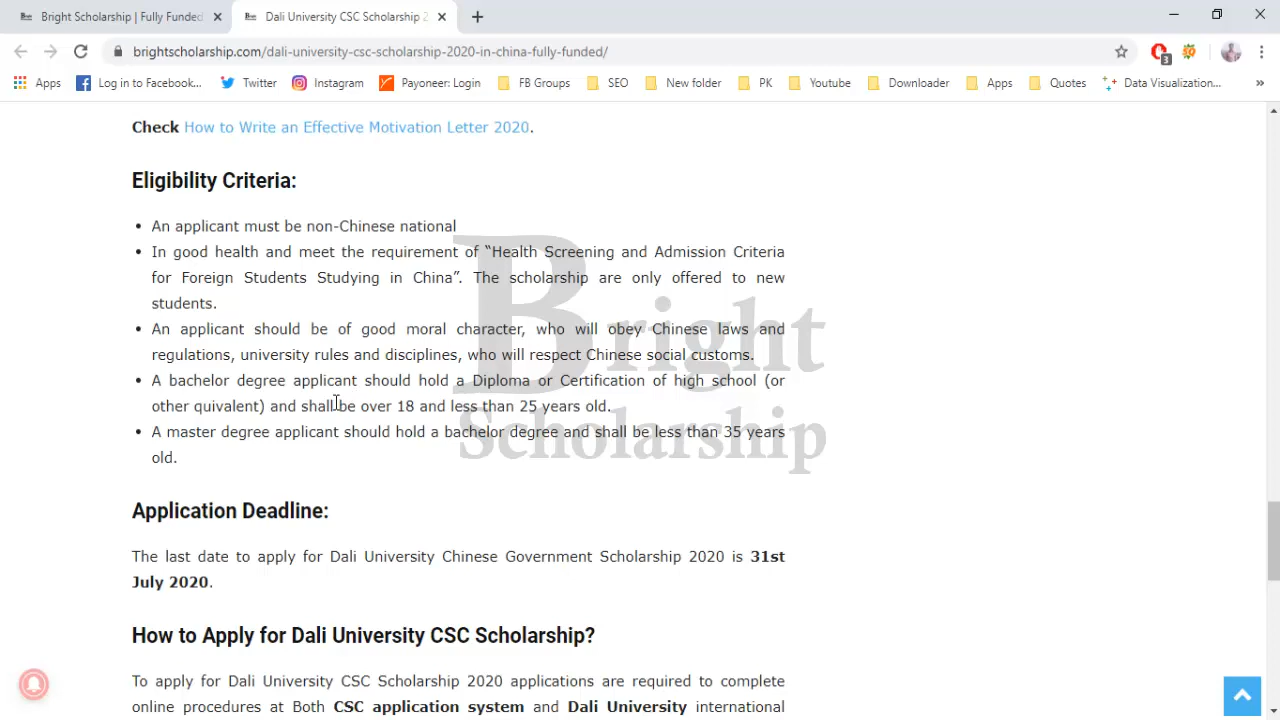 Bright Scholarship | Fully Funded
Dali University CSC Scholarship 2
brightscholarship.com/dali-university-csc-scholarship-2020-in-china-fully-funded/
3
Apps
Log in to Facebook...
Twitter
Instagram
Payoneer: Login
FB Groups
SEO
New folder
PK
Youtube
Downloader
Apps
Quotes
Data Visualization...
»
Check How to Write an Effective Motivation Letter 2020.
Eligibility Criteria:
• An applicant must be non-Chinese national
• In good health and meet the requirement of “Health Screening and Admission Criteria
for Foreign Students Studying in China”. The scholarship are only offered to new
students.
• An applicant should be of good moral character, who will obey Chinese laws and
regulations, university rules and disciplines, who will respect Chinese social customs.
• A bachelor degree applicant should hold a Diploma or Certification of high school (or
other quivalent) and shall be over 18 and less than 25 years old.
• A master degree applicant should hold a bachelor degree and shall be less than 35 years
old.
Bright
Scholarship
Application Deadline:
The last date to apply for Dali University Chinese Government Scholarship 2020 is 31st
July 2020.
How to Apply for Dali University CSC Scholarship?
To apply for Dali University CSC Scholarship 2020 applications are required to complete
online procedures at Both CSC application system and Dali University international